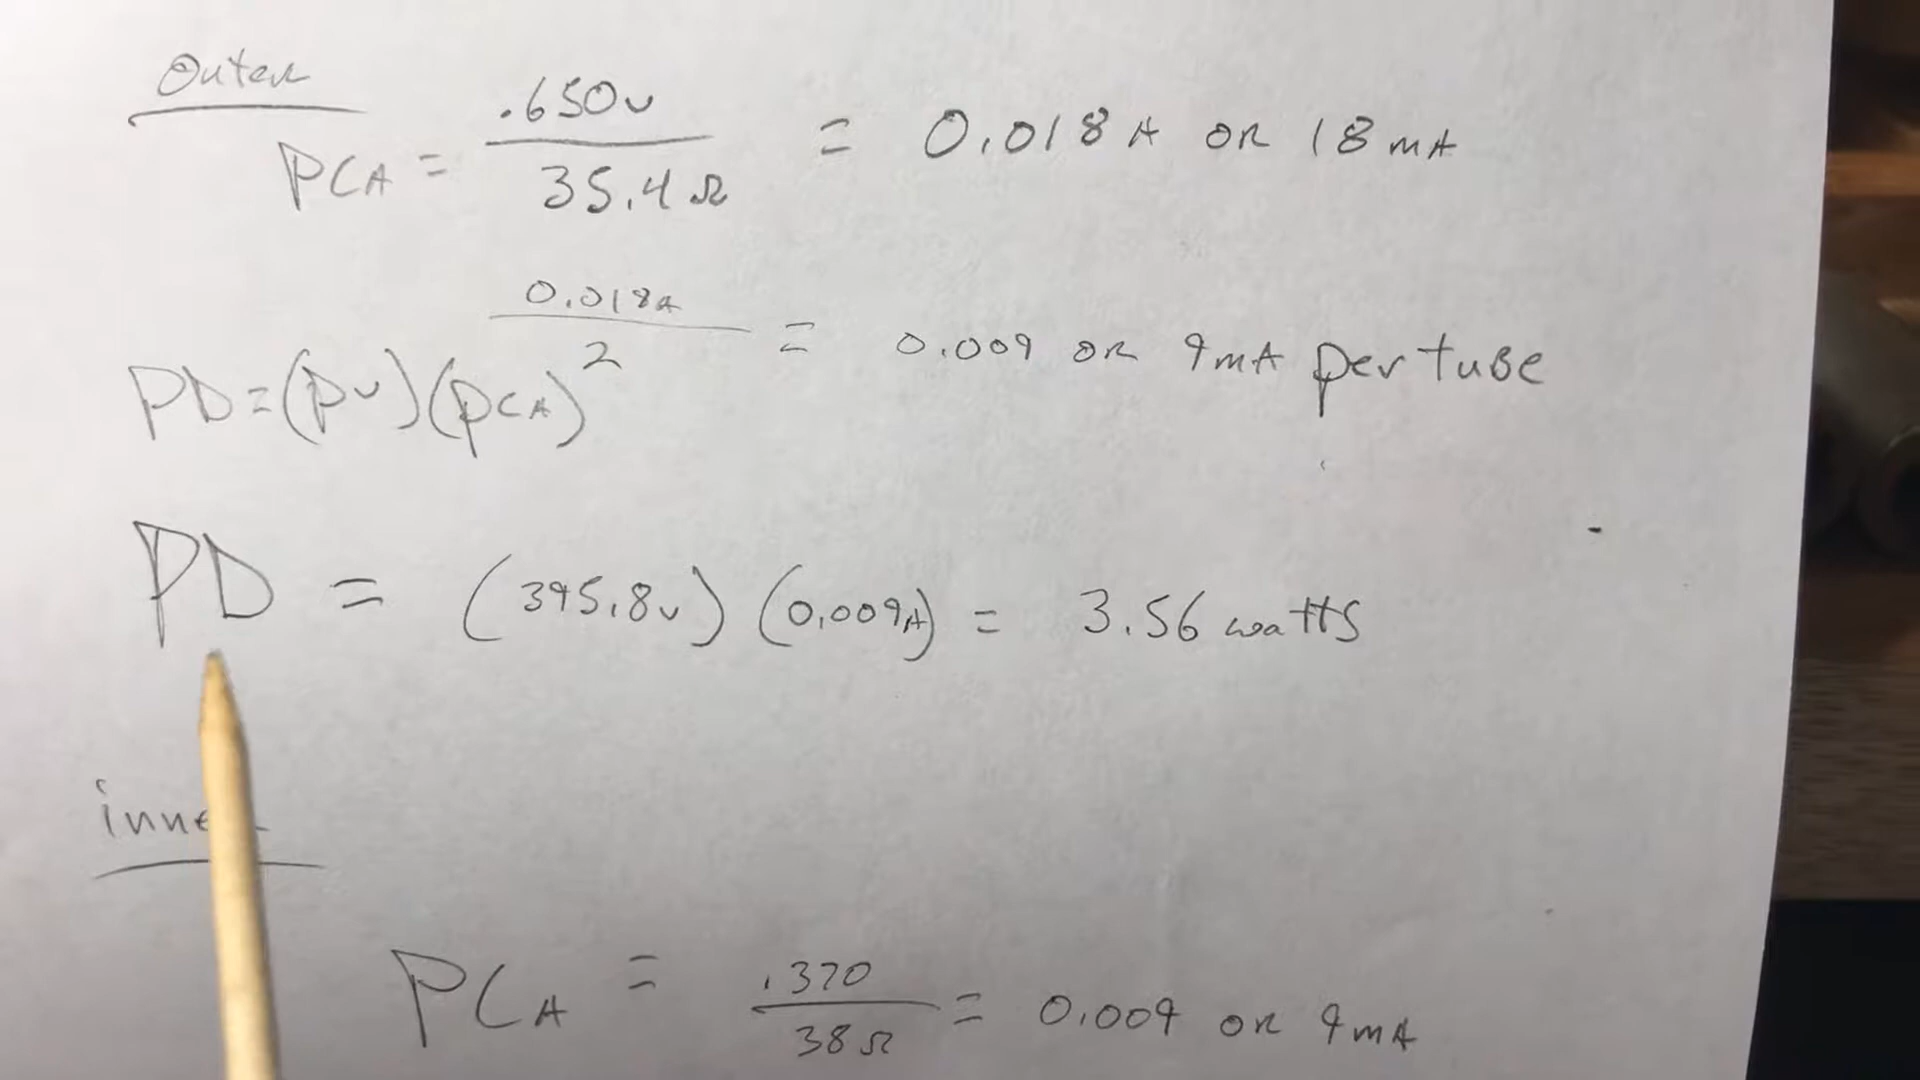 Outer
PCA = .650v / 35.4Ω = 0.018A OR 18mA
0.018A / 2 = 0.009 OR 9mA per tube
PD=(pv)(pCA)
PD = (395.8v)(0.009A) = 3.56 watts
PCA = .370 / 38Ω = 0.009 OR 9mA